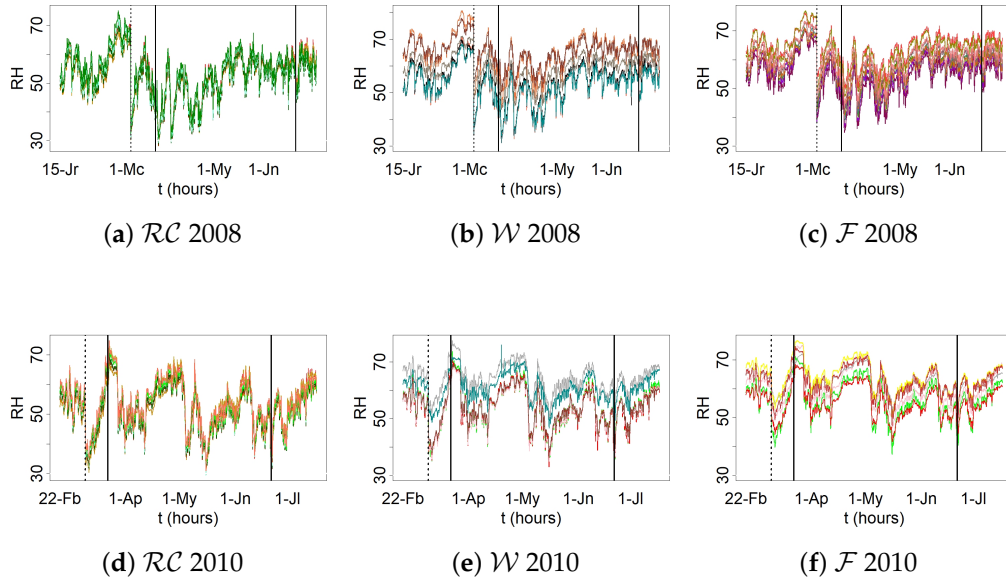 70
50
30
RH
15-Jr 1-Mc 1-My 1-Jn
t (hours)
(a) RC 2008
70
50
30
RH
15-Jr 1-Mc 1-My 1-Jn
t (hours)
(b) W 2008
70
50
30
RH
15-Jr 1-Mc 1-My 1-Jn
t (hours)
(c) F 2008
70
50
30
RH
22-Fb 1-Ap 1-My 1-Jn 1-Jl
t (hours)
(d) RC 2010
70
50
30
RH
22-Fb 1-Ap 1-My 1-Jn 1-Jl
t (hours)
(e) W 2010
70
50
30
RH
22-Fb 1-Ap 1-My 1-Jn 1-Jl
t (hours)
(f) F 2010